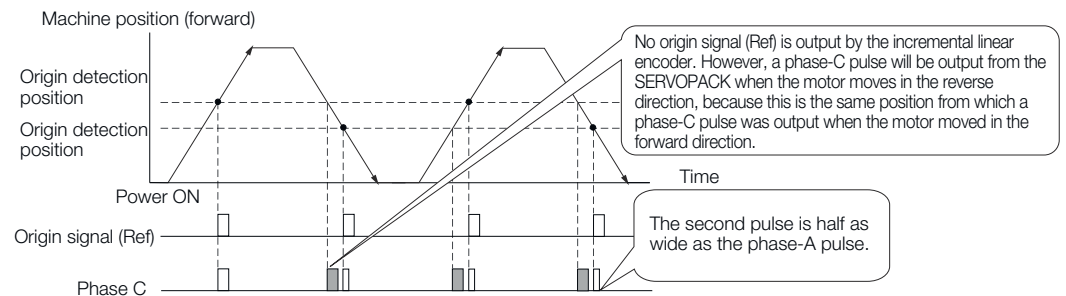 Machine position (forward)
Origin detection
position
Origin detection
position
Power ON
Time
Origin signal (Ref)
Phase C
No origin signal (Ref) is output by the incremental linear
encoder. However, a phase-C pulse will be output from the
SERVOPACK when the motor moves in the reverse
direction, because this is the same position from which a
phase-C pulse was output when the motor moved in the
forward direction.
The second pulse is half as
wide as the phase-A pulse.